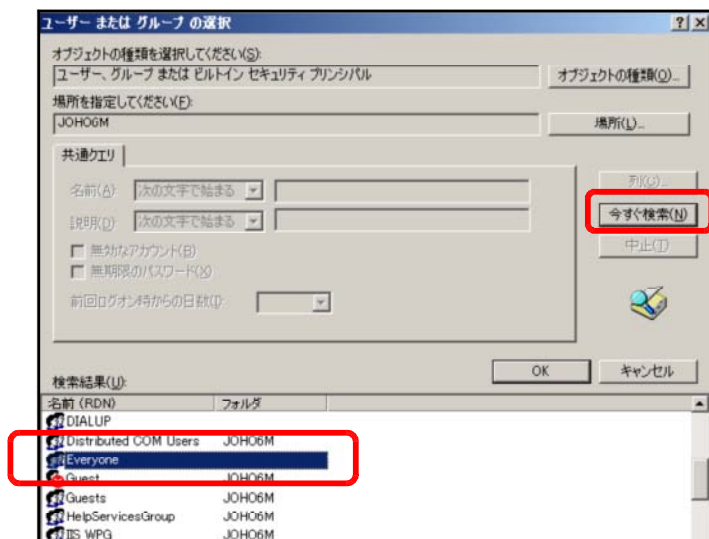 ユーザー または グループ の選択
オブジェクトの種類を選択してください(S):
ユーザー、グループ または ビルトイン セキュリティ プリンシパル
オブジェクトの種類(O)...
場所を指定してください(F):
JOHO6M
場所(L)...
共通クエリ
列(C)...
名前(A):
次の文字で始まる
今すぐ検索(N)
説明(D):
次の文字で始まる
中止(T)
無効なアカウント(B)
無期限のパスワード(X)
前回ログオン時からの日数(I):
OK
キャンセル
検索結果(U):
名前 (RDN) フォルダ
DIALUP
Distributed COM Users JOHO6M
Everyone
Guest JOHO6M
Guests JOHO6M
HelpServicesGroup JOHO6M
IIS_WPG JOHO6M